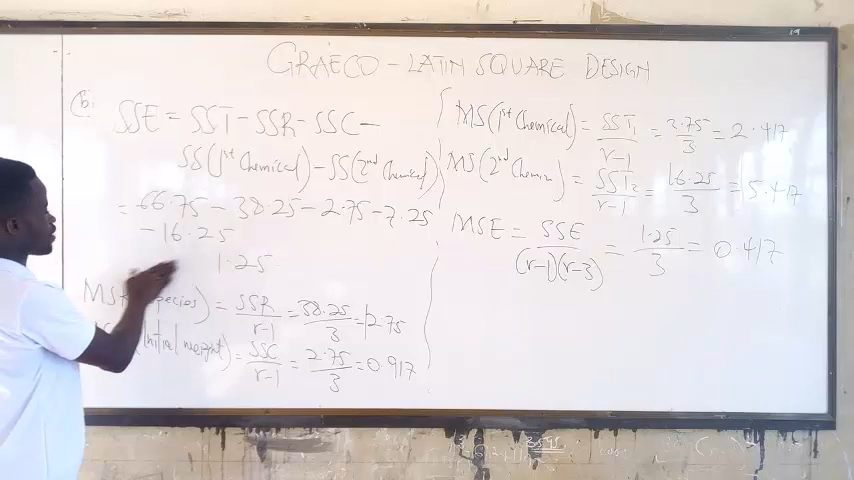 GRAECO - LATIN SQUARE DESIGN
(b. SSE = SST - SSR - SSC -
SS(1st Chemical) - SS(2nd Chemical)
= 66.75 - 38.25 - 2.75 - 7.25
- 16.25
1.25
MS( Species) = SSR/r-1 = 38.25/3 = 12.75
(Initial weight) = SSC/r-1 = 2.75/3 = 0.917
MS(1st Chemical) = SST1/r-1 = 7.25/3 = 2.417
MS(2nd Chemin) = SST2/r-1 = 16.25/3 = 5.417
MSE = SSE/(r-1)(r-3) = 1.25/3 = 0.417